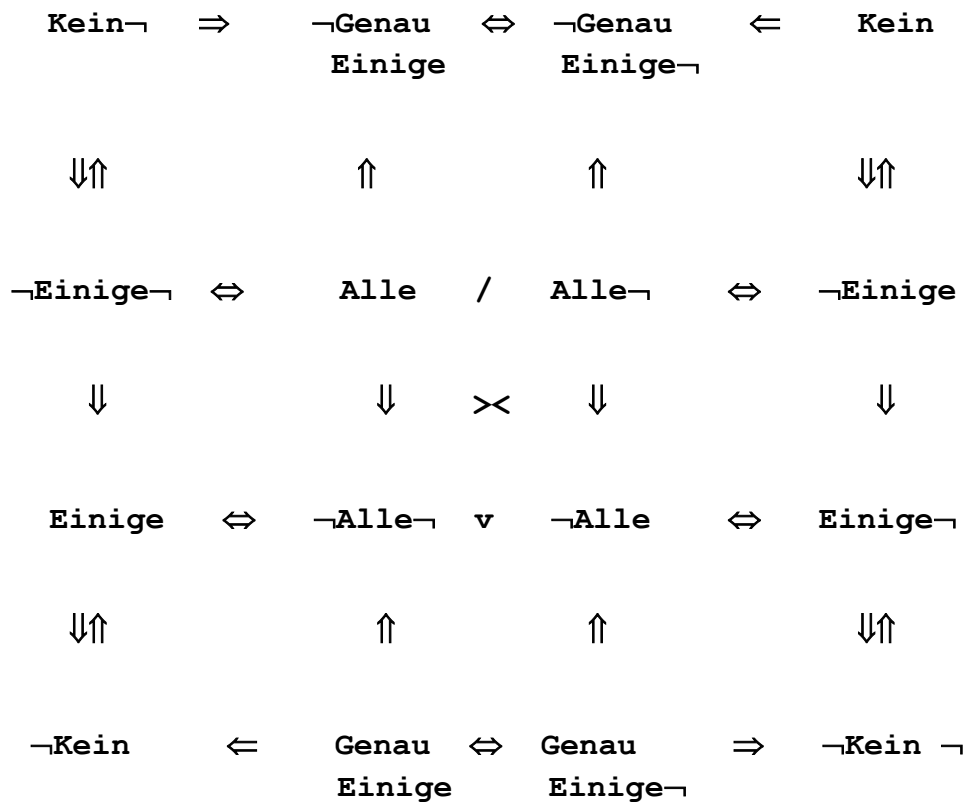 Kein¬ ⇒ ¬Genau ⇔ ¬Genau ⇐ Kein
Einige Einige¬
⇓⇑ ⇑ ⇑ ⇓⇑
¬Einige¬ ⇔ Alle / Alle¬ ⇔ ¬Einige
⇓ ⇓ >< ⇓ ⇓
Einige ⇔ ¬Alle¬ v ¬Alle ⇔ Einige¬
⇓⇑ ⇑ ⇑ ⇓⇑
¬Kein ⇐ Genau ⇔ Genau ⇒ ¬Kein ¬
Einige Einige¬